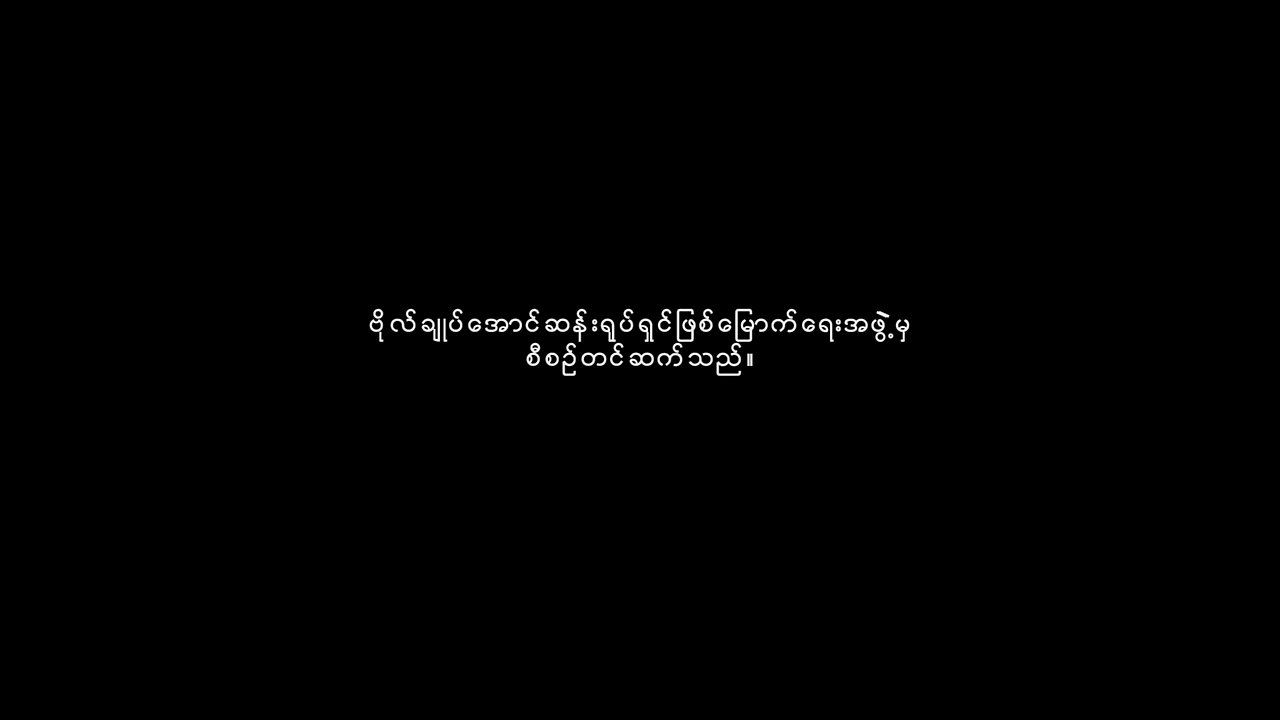 ဗိုလ်ချုပ်အောင်ဆန်းရုပ်ရှင်ဖြစ်မြောက်ရေးအဖွဲ့မှ
စီစဉ်တင်ဆက်သည်။